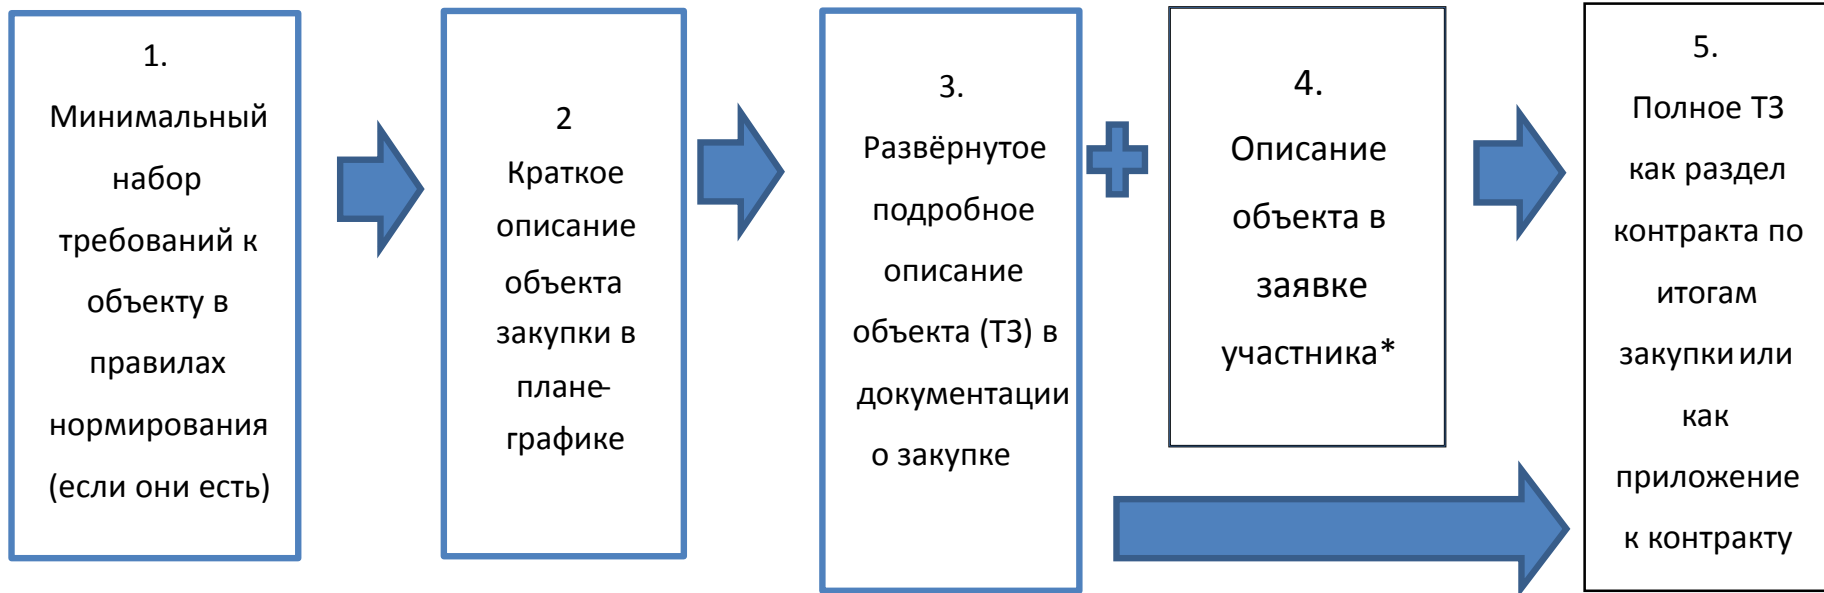 1.
Минимальный
набор
требований к
объекту в
правилах
нормирования
(если они есть)
2
Краткое
описание
объекта
закупки в
плане-
графике
3.
Развёрнутое
подробное
описание
объекта (ТЗ) в
документации
о закупке
4.
Описание
объекта в
заявке
участника*
5.
Полное ТЗ
как раздел
контракта по
итогам
закупки или
как
приложение
к контракту